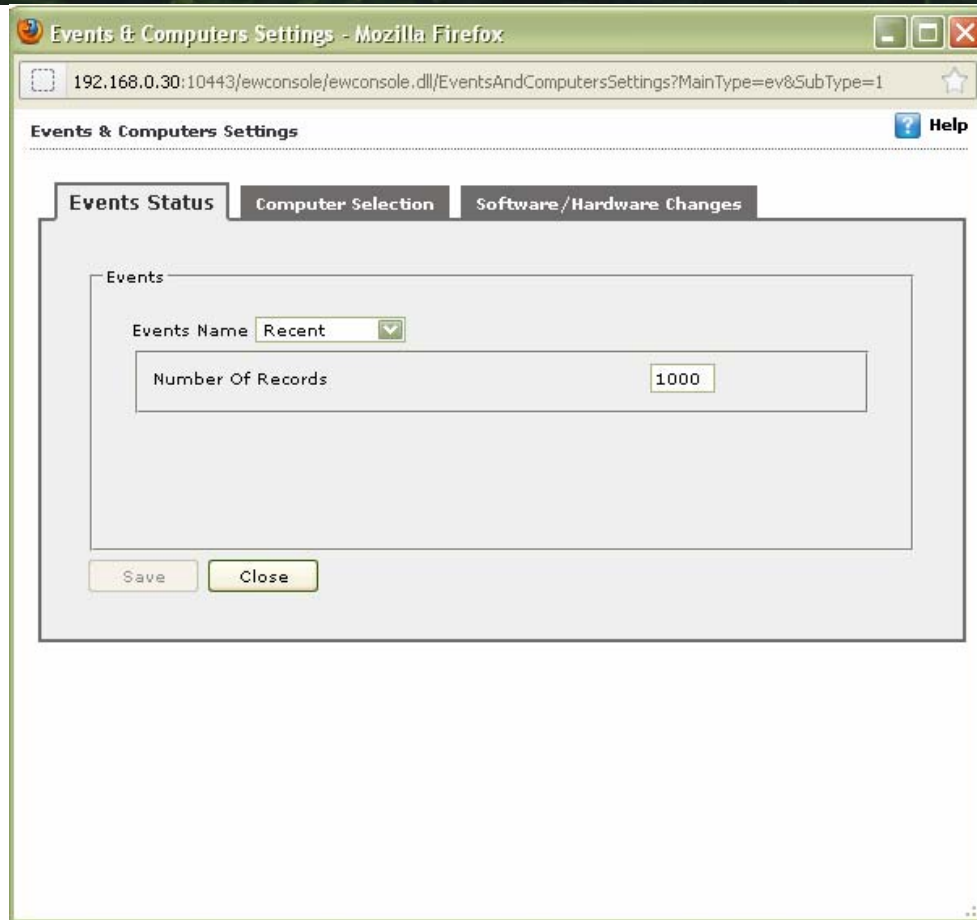 Events & Computers Settings - Mozilla Firefox
192.168.0.30:10443/ewconsole/ewconsole.dll/EventsAndComputersSettings?MainType=ev&SubType=1
Events & Computers Settings
? Help
Events Status Computer Selection Software/Hardware Changes
Events
Events Name Recent
Number Of Records 1000
Save Close